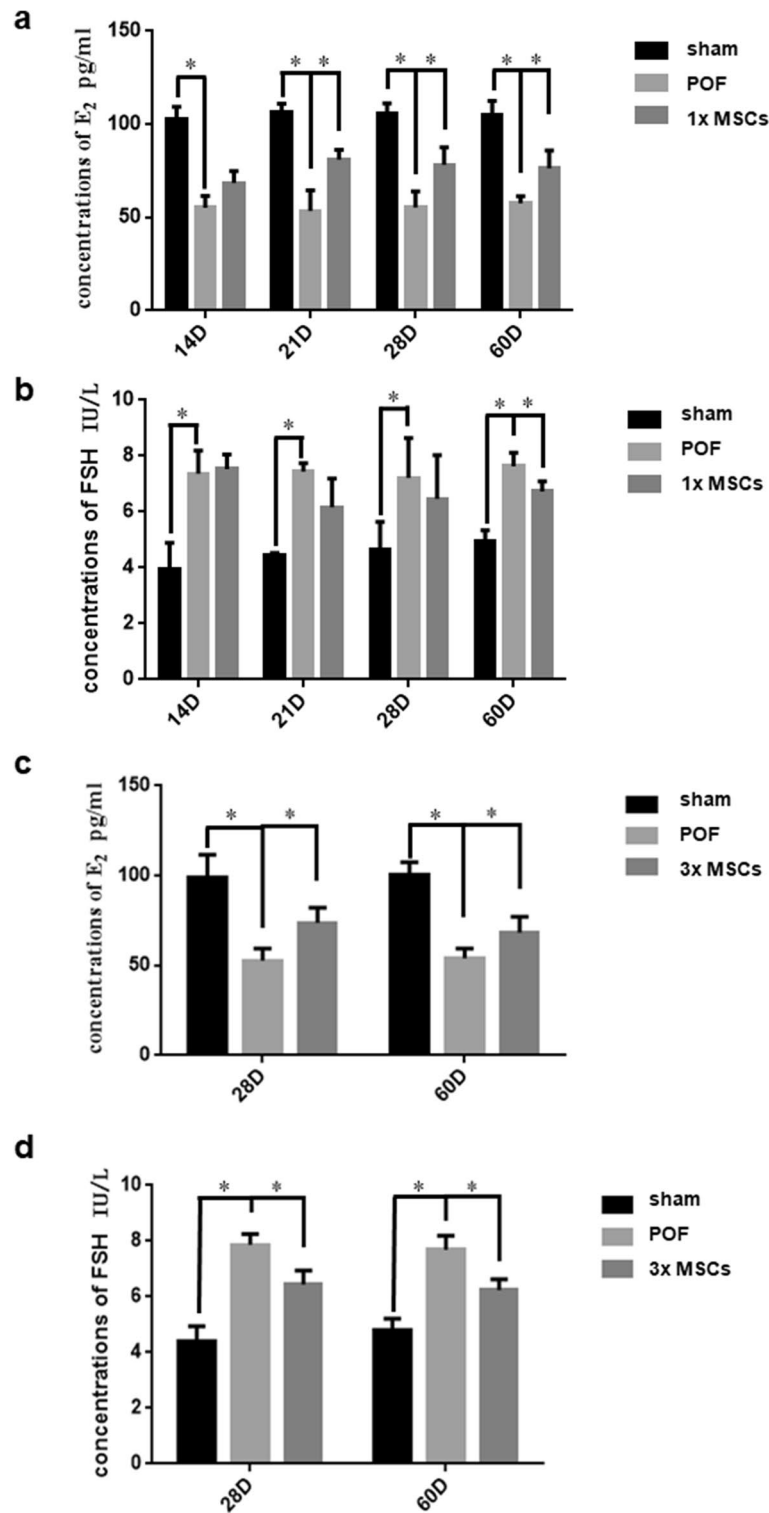 a
concentrations of E₂ pg/ml
150
100
50
0
* * * * * * *
14D 21D 28D 60D
sham
POF
1x MSCs
b
concentrations of FSH IU/L
10
8
6
4
2
0
* * * * *
14D 21D 28D 60D
sham
POF
1x MSCs
c
concentrations of E₂ pg/ml
150
100
50
0
* * * *
28D 60D
sham
POF
3x MSCs
d
concentrations of FSH IU/L
10
8
6
4
2
0
* * * *
28D 60D
sham
POF
3x MSCs